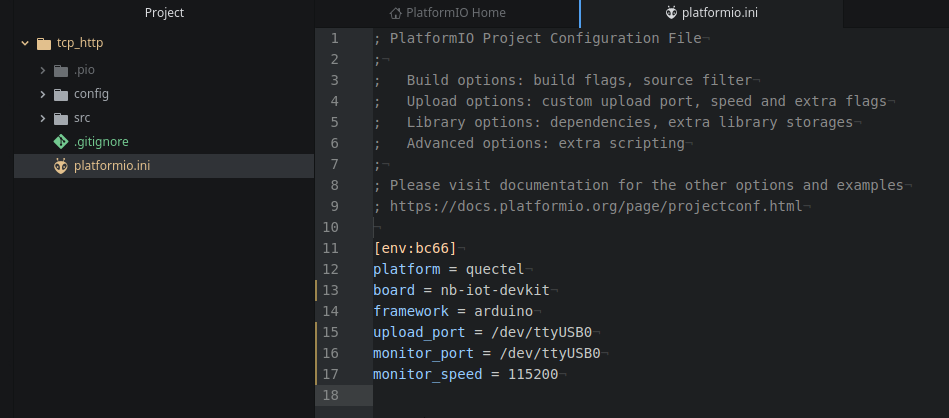 Project
tcp_http
.pio
config
src
.gitignore
platformio.ini
PlatformIO Home
platformio.ini
1 ; PlatformIO Project Configuration File¬
2 ;¬
3 ;   Build options: build flags, source filter¬
4 ;   Upload options: custom upload port, speed and extra flags¬
5 ;   Library options: dependencies, extra library storages¬
6 ;   Advanced options: extra scripting¬
7 ;¬
8 ; Please visit documentation for the other options and examples¬
9 ; https://docs.platformio.org/page/projectconf.html¬
10 ¬
11 [env:bc66]¬
12 platform = quectel¬
13 board = nb-iot-devkit¬
14 framework = arduino¬
15 upload_port = /dev/ttyUSB0¬
16 monitor_port = /dev/ttyUSB0¬
17 monitor_speed = 115200¬
18